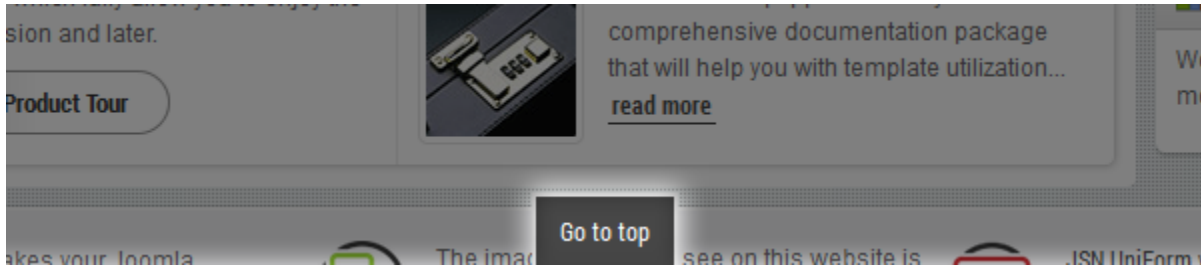 sion and later.
Product Tour
comprehensive documentation package
that will help you with template utilization...
read more
Go to top
akes your Joomla
The
see on this website is
JSN UniForm